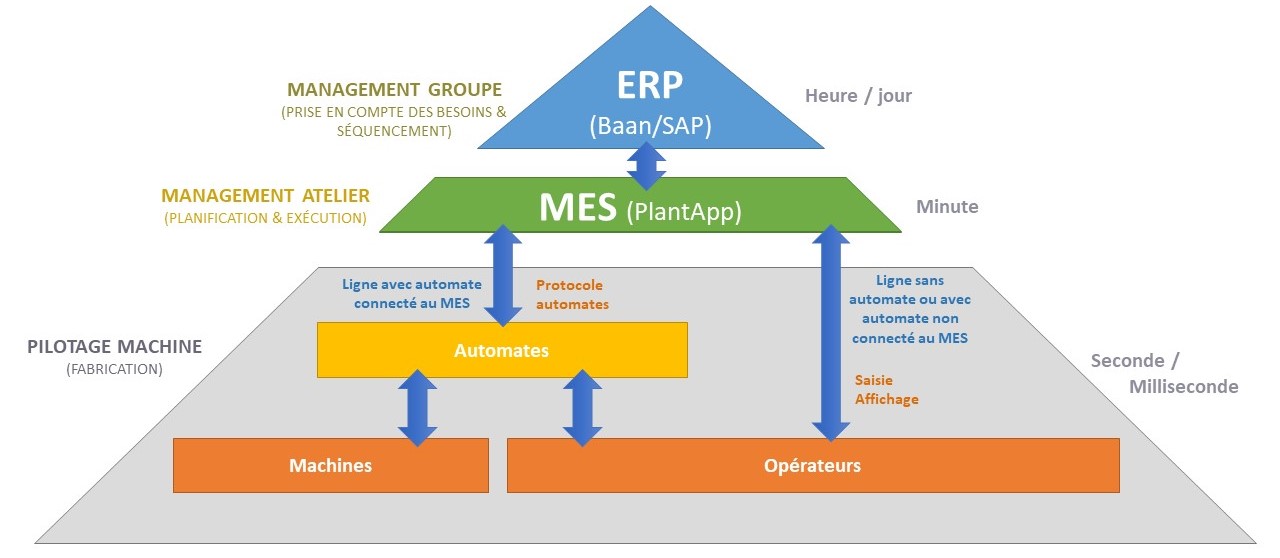 ERP
(Baan/SAP)
MANAGEMENT GROUPE
(PRISE EN COMPTE DES BESOINS &
SÉQUENCEMENT)
Heure / jour
MANAGEMENT ATELIER
(PLANIFICATION & EXÉCUTION)
MES (PlantApp)
Minute
Ligne avec automate
connecté au MES
Protocole
automates
Ligne sans
automate ou avec
automate non
connecté au MES
PILOTAGE MACHINE
(FABRICATION)
Automates
Seconde /
Milliseconde
Saisie
Affichage
Machines
Opérateurs